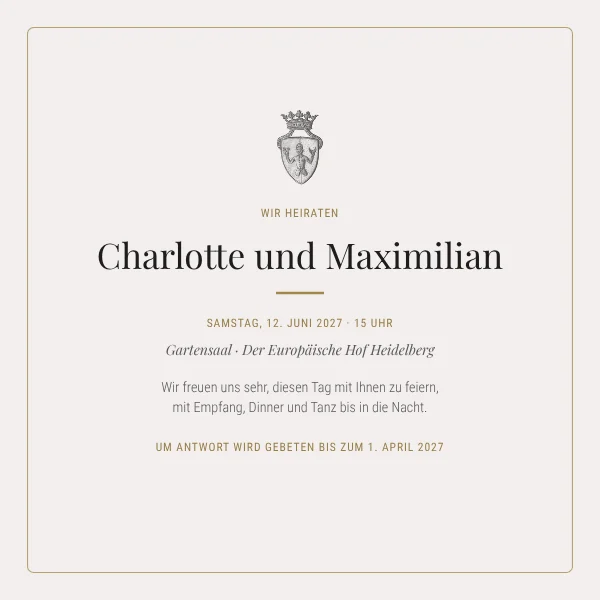 WIR HEIRATEN
Charlotte und Maximilian
SAMSTAG, 12. JUNI 2027 · 15 UHR
Gartensaal · Der Europäische Hof Heidelberg
Wir freuen uns sehr, diesen Tag mit Ihnen zu feiern,
mit Empfang, Dinner und Tanz bis in die Nacht.
UM ANTWORT WIRD GEBETEN BIS ZUM 1. APRIL 2027